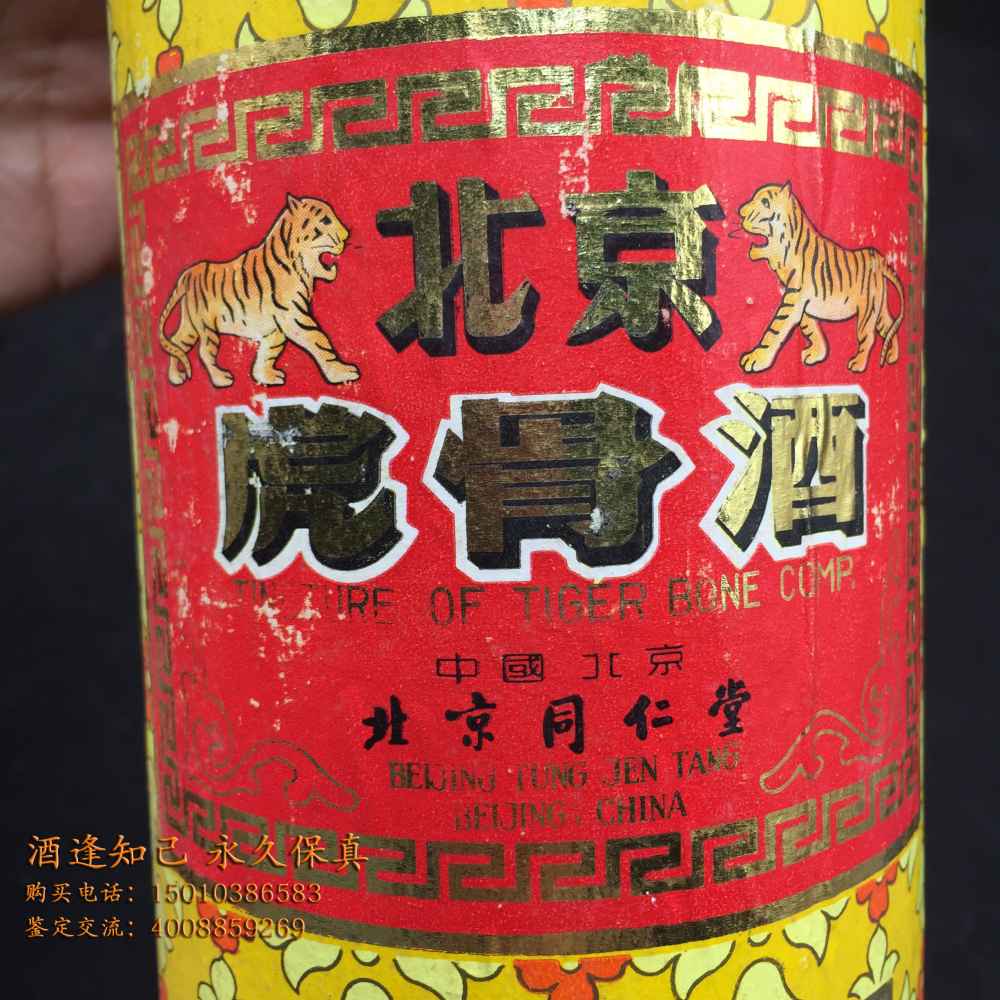 北京
虎骨酒
TINCTURE OF TIGER BONE COMP.
中國北京
北京同仁堂
BEIJING TUNG JEN TANG
BEIJING, CHINA
酒逢知己 永久保真
购买电话：15010386583
鉴定交流：4008859269